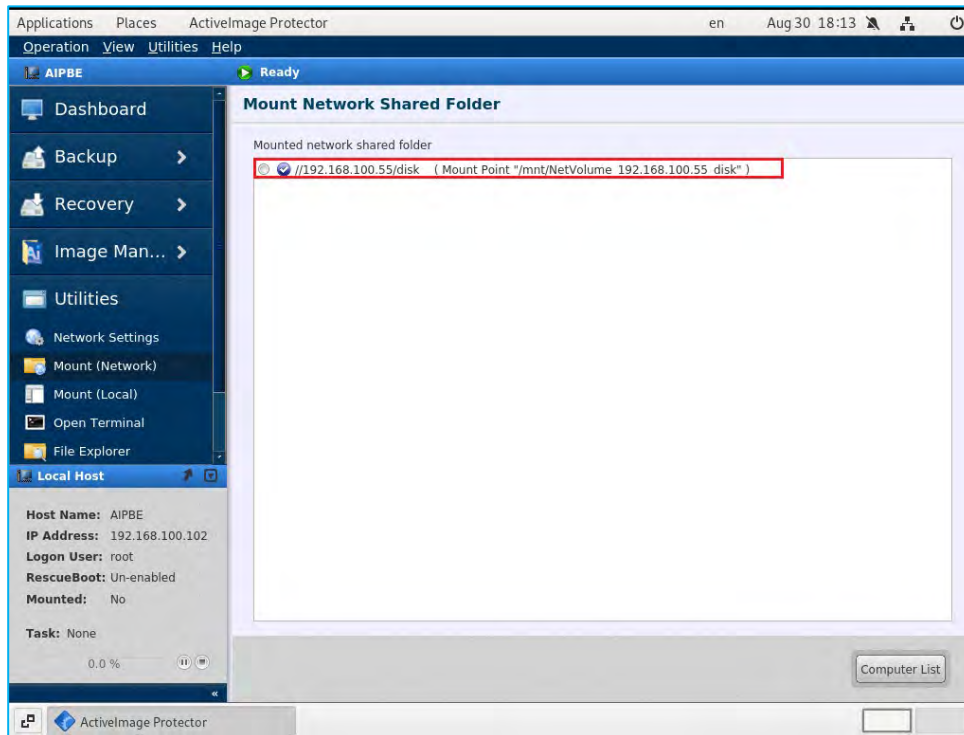 Applications Places ActiveImage Protector en Aug 30 18:13
Operation View Utilities Help
AIPBE
Ready
Dashboard
Backup
Recovery
Image Man...
Utilities
Network Settings
Mount (Network)
Mount (Local)
Open Terminal
File Explorer
Mount Network Shared Folder
Mounted network shared folder
//192.168.100.55/disk ( Mount Point "/mnt/NetVolume_192.168.100.55_disk" )
Local Host
Host Name: AIPBE
IP Address: 192.168.100.102
Logon User: root
RescueBoot: Un-enabled
Mounted: No
Task: None
0.0 %
«
Computer List
ActiveImage Protector